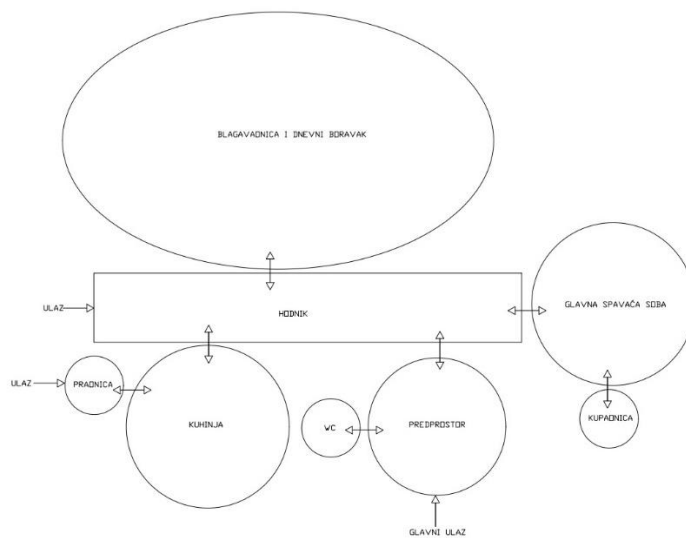 BLAGAVAONICA I DNEVNI BORAVAK
GLAVNA SPAVAĆA SOBA
ULAZ
HODNIK
ULAZ
PRAONICA
KUHINJA
WC
PREDPROSTOR
KUPAONICA
GLAVNI ULAZ